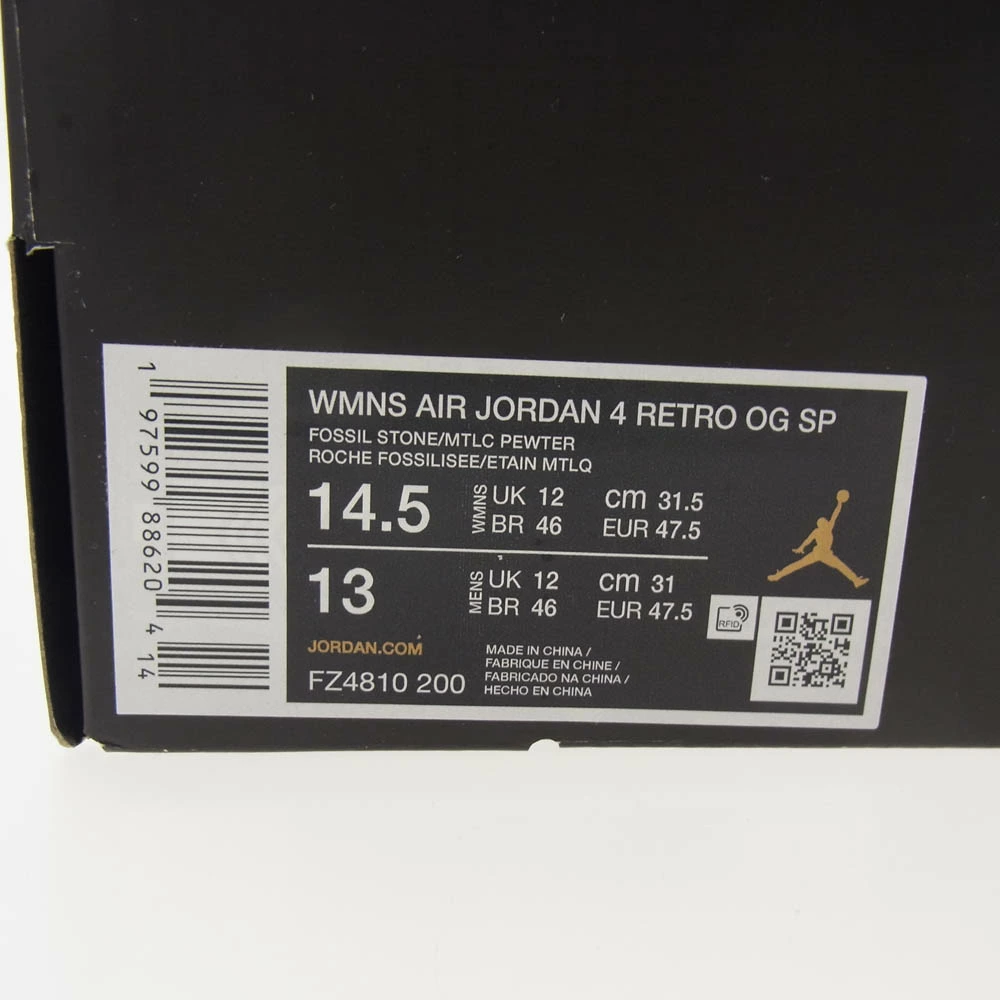 1 97599 88620 4 14
WMNS AIR JORDAN 4 RETRO OG SP
FOSSIL STONE/MTLC PEWTER
ROCHE FOSSILISEE/ETAIN MTLQ
14.5 WMNS UK 12 cm 31.5
BR 46 EUR 47.5
13 MENS UK 12 cm 31
BR 46 EUR 47.5
RFID
JORDAN.COM
FZ4810 200
MADE IN CHINA /
FABRIQUE EN CHINE /
FABRICADO NA CHINA /
HECHO EN CHINA